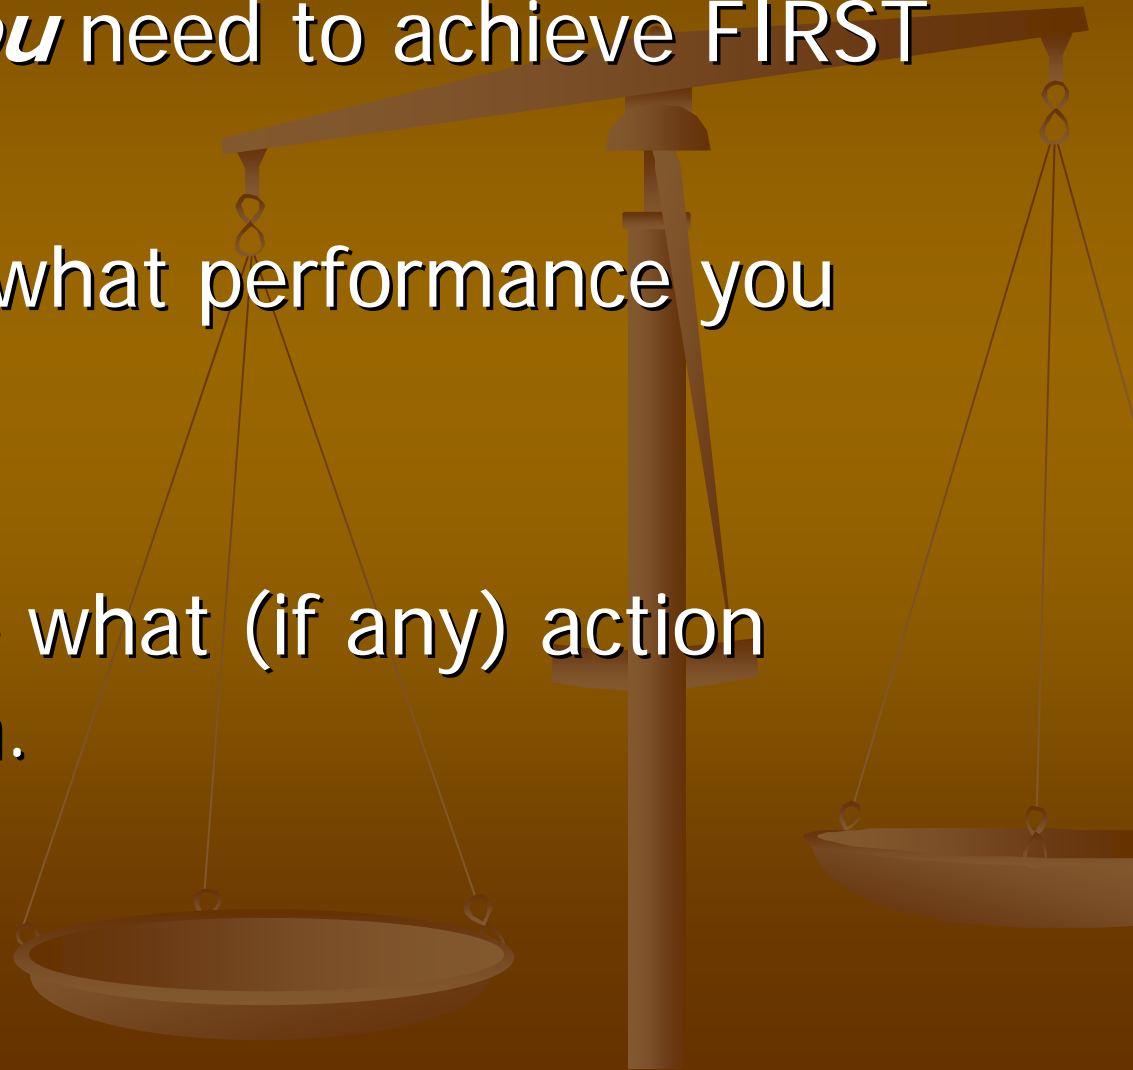 need to achieve FIRST
what performance you
what (if any) action